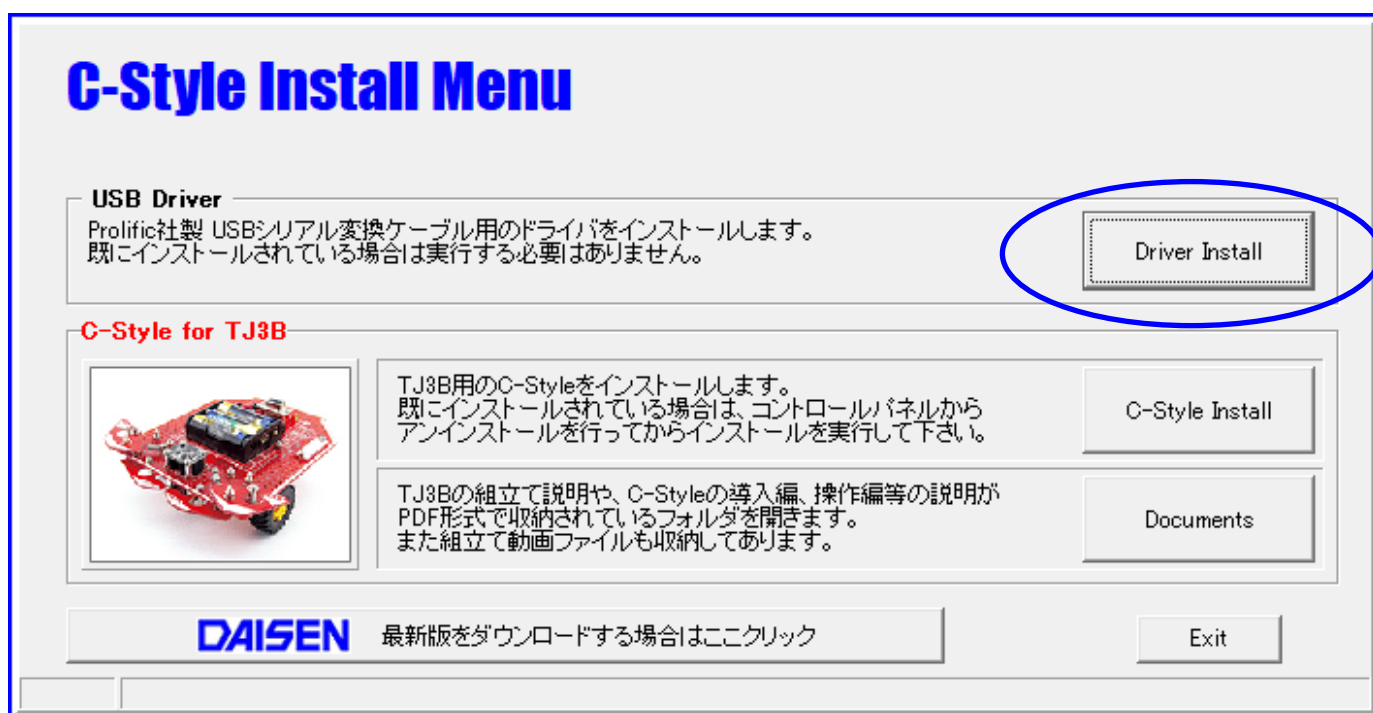 C-Style Install Menu
USB Driver
Prolific社製 USBシリアル変換ケーブル用のドライバをインストールします。
既にインストールされている場合は実行する必要はありません。
Driver Install
C-Style for TJ3B
TJ3B用のC-Styleをインストールします。
既にインストールされている場合は、コントロールパネルから
アンインストールを行ってからインストールを実行して下さい。
C-Style Install
TJ3Bの組立て説明や、C-Styleの導入編、操作編等の説明が
PDF形式で収納されているフォルダを開きます。
また組立て動画ファイルも収納してあります。
Documents
DAISEN 最新版をダウンロードする場合はここクリック
Exit